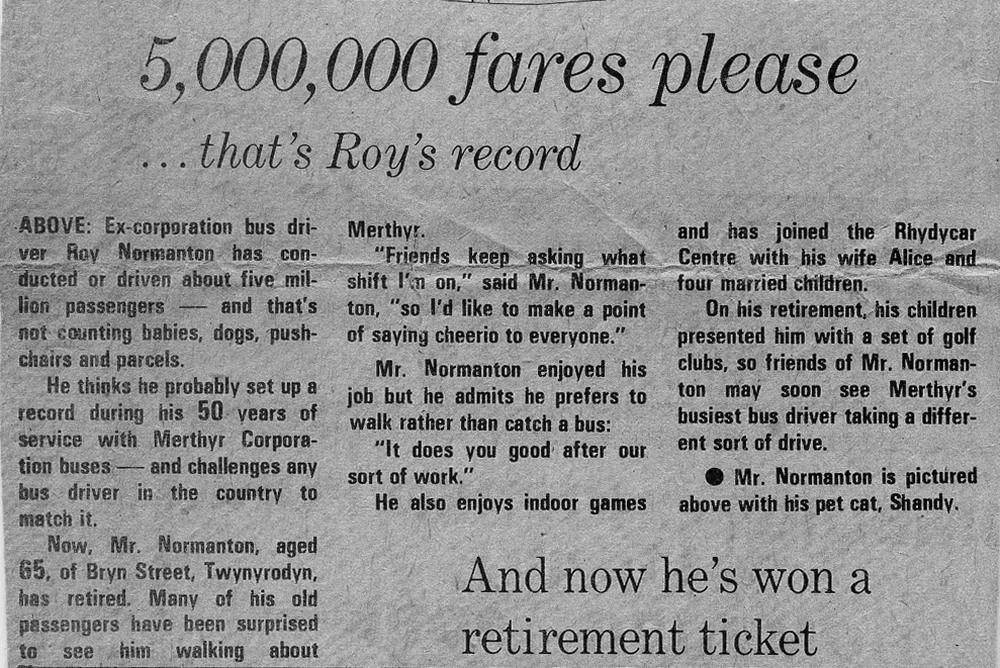 5,000,000 fares please
...that's Roy's record
ABOVE: Ex-corporation bus dri-
ver Roy Normanton has con-
ducted or driven about five mil-
lion passengers — and that's
not counting babies, dogs, push-
chairs and parcels.
He thinks he probably set up a
record during his 50 years of
service with Merthyr Corpora-
tion buses — and challenges any
bus driver in the country to
match it.
Now, Mr. Normanton, aged
65, of Bryn Street, Twynyrodyn,
has retired. Many of his old
passengers have been surprised
to see him walking about
Merthyr.
"Friends keep asking what
shift I'm on," said Mr. Norman-
ton, "so I'd like to make a point
of saying cheerio to everyone."
Mr. Normanton enjoyed his
job but he admits he prefers to
walk rather than catch a bus:
"It does you good after our
sort of work."
He also enjoys indoor games
and has joined the Rhydycar
Centre with his wife Alice and
four married children.
On his retirement, his children
presented him with a set of golf
clubs, so friends of Mr. Norman-
ton may soon see Merthyr's
busiest bus driver taking a differ-
ent sort of drive.
● Mr. Normanton is pictured
above with his pet cat, Shandy.
And now he's won a
retirement ticket